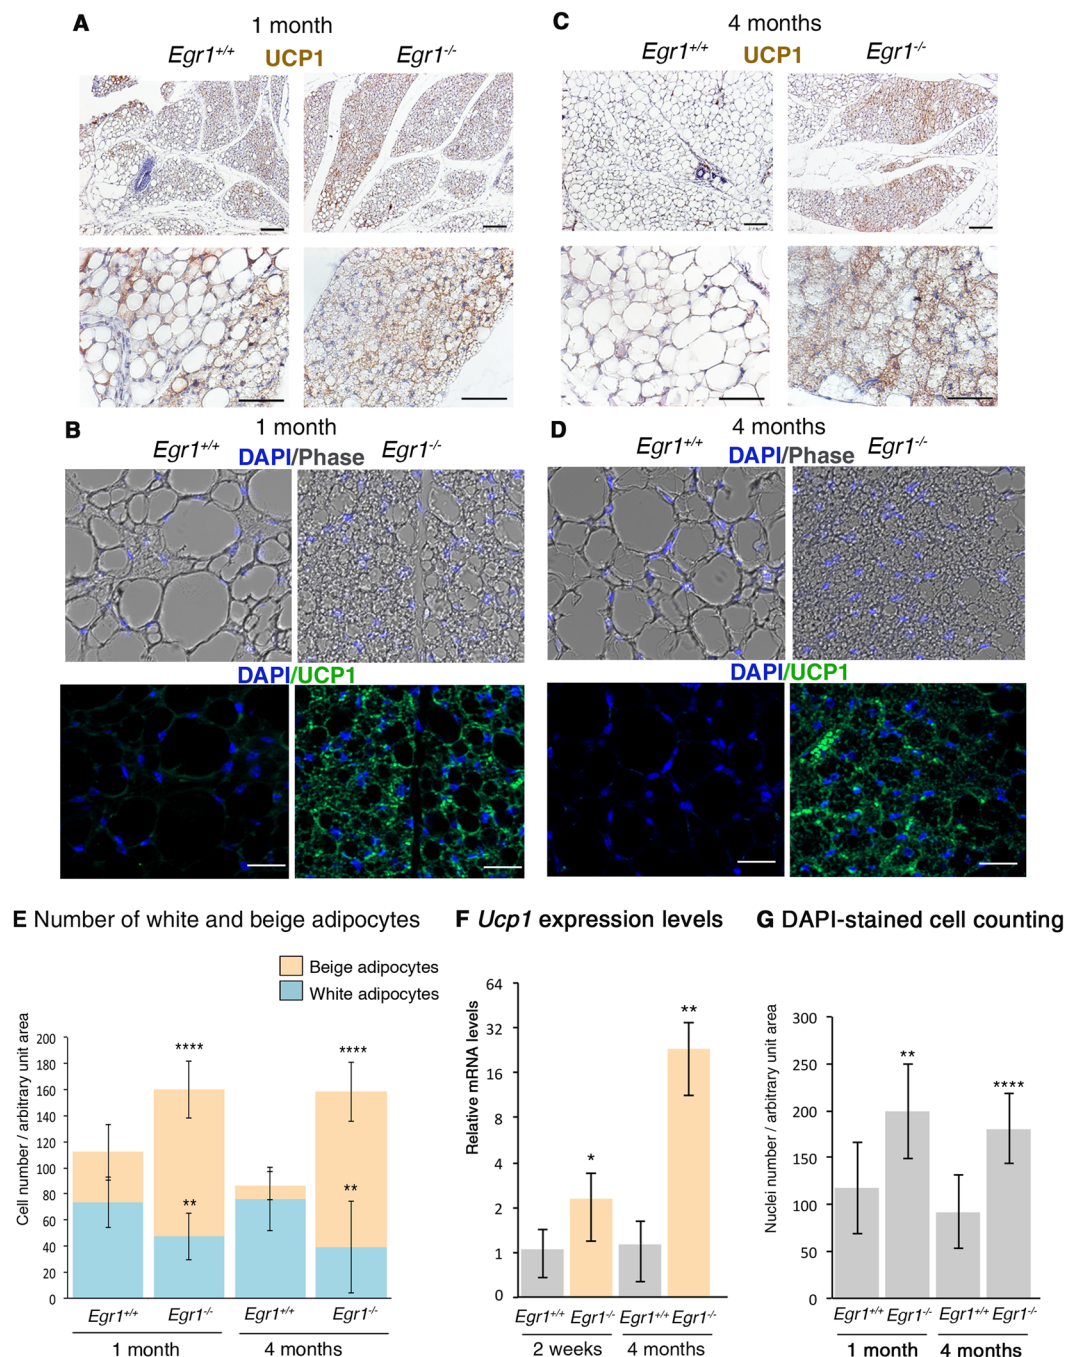 A
1 month
Egr1+/+ UCP1 Egr1-/-
C
4 months
Egr1+/+ UCP1 Egr1-/-
B
1 month
Egr1+/+ DAPI/Phase Egr1-/-
DAPI/UCP1
D
4 months
Egr1+/+ DAPI/Phase Egr1-/-
DAPI/UCP1
E Number of white and beige adipocytes
Beige adipocytes
White adipocytes
Cell number / arbitrary unit area
200
180
160
140
120
100
80
60
40
20
0
****
**
****
**
Egr1+/+ Egr1-/- Egr1+/+ Egr1-/-
1 month 4 months
F Ucp1 expression levels
Relative mRNA levels
64
32
16
8
4
2
1
0
*
**
Egr1+/+ Egr1-/- Egr1+/+ Egr1-/-
2 weeks 4 months
G DAPI-stained cell counting
Nuclei number / arbitrary unit area
300
250
200
150
100
50
0
**
****
Egr1+/+ Egr1-/- Egr1+/+ Egr1-/-
1 month 4 months